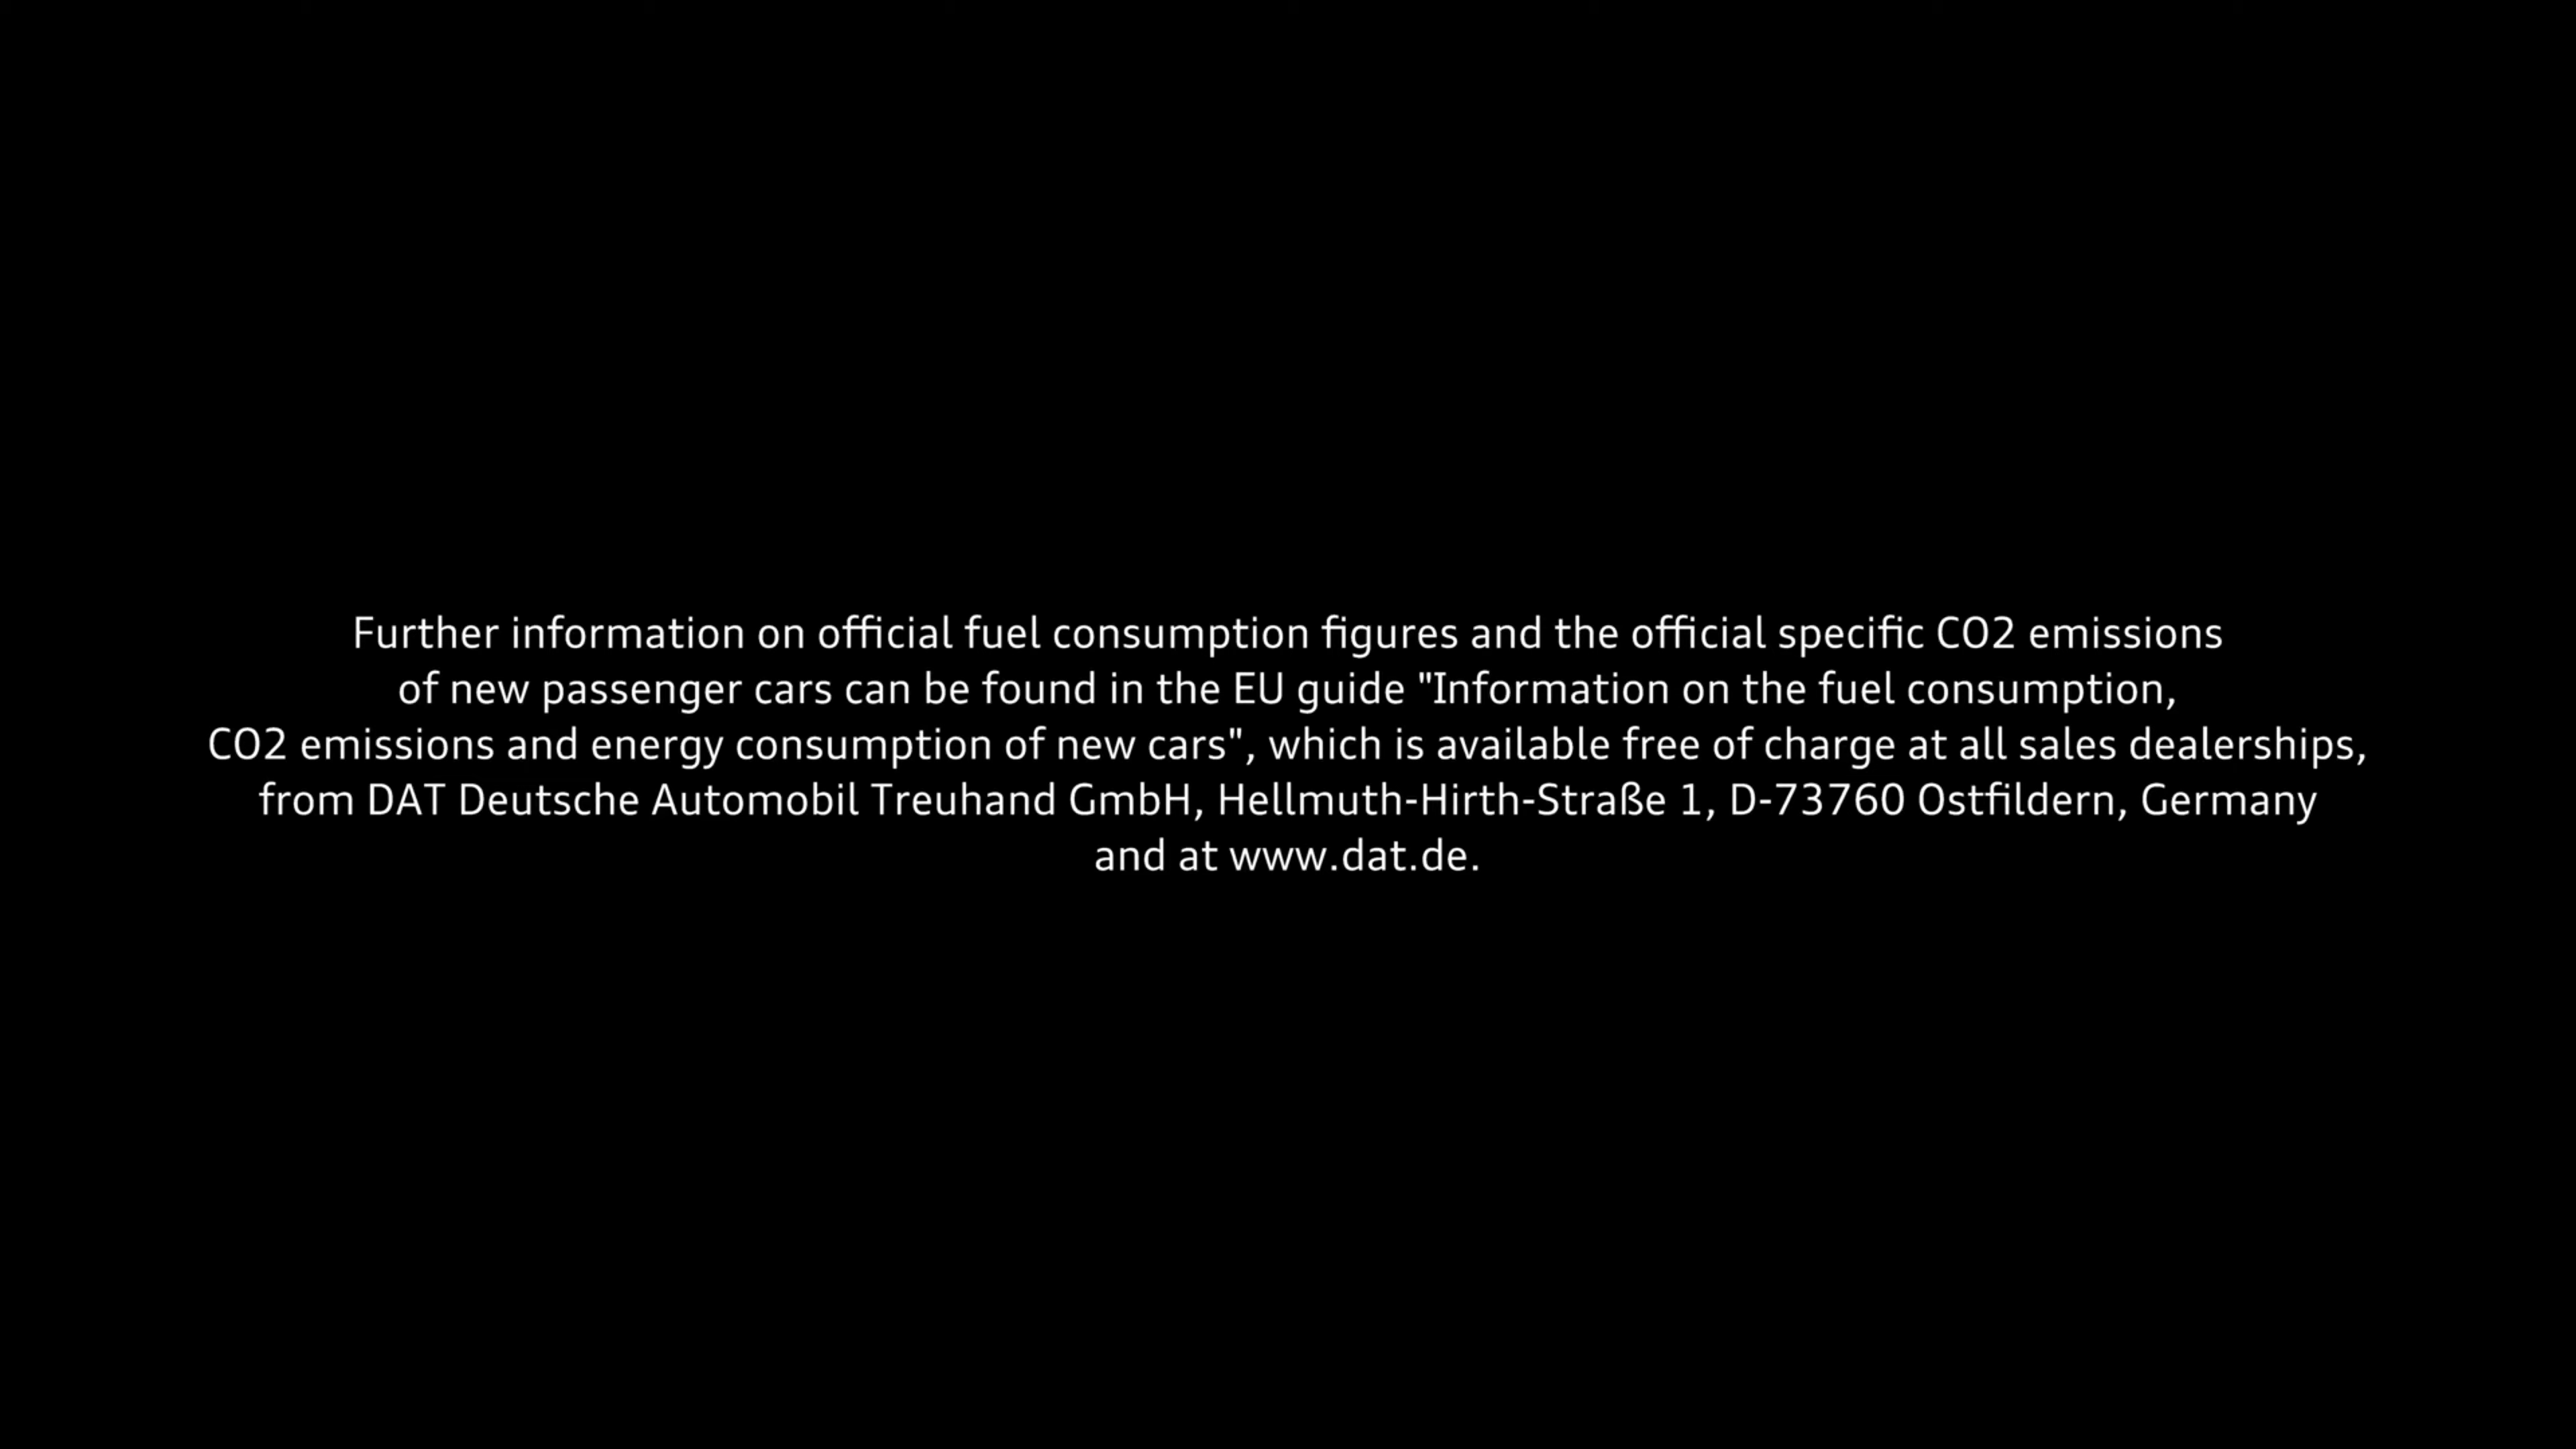 Further information on official fuel consumption figures and the official specific CO2 emissions
of new passenger cars can be found in the EU guide "Information on the fuel consumption,
CO2 emissions and energy consumption of new cars", which is available free of charge at all sales dealerships,
from DAT Deutsche Automobil Treuhand GmbH, Hellmuth-Hirth-Straße 1, D-73760 Ostfildern, Germany
and at www.dat.de.